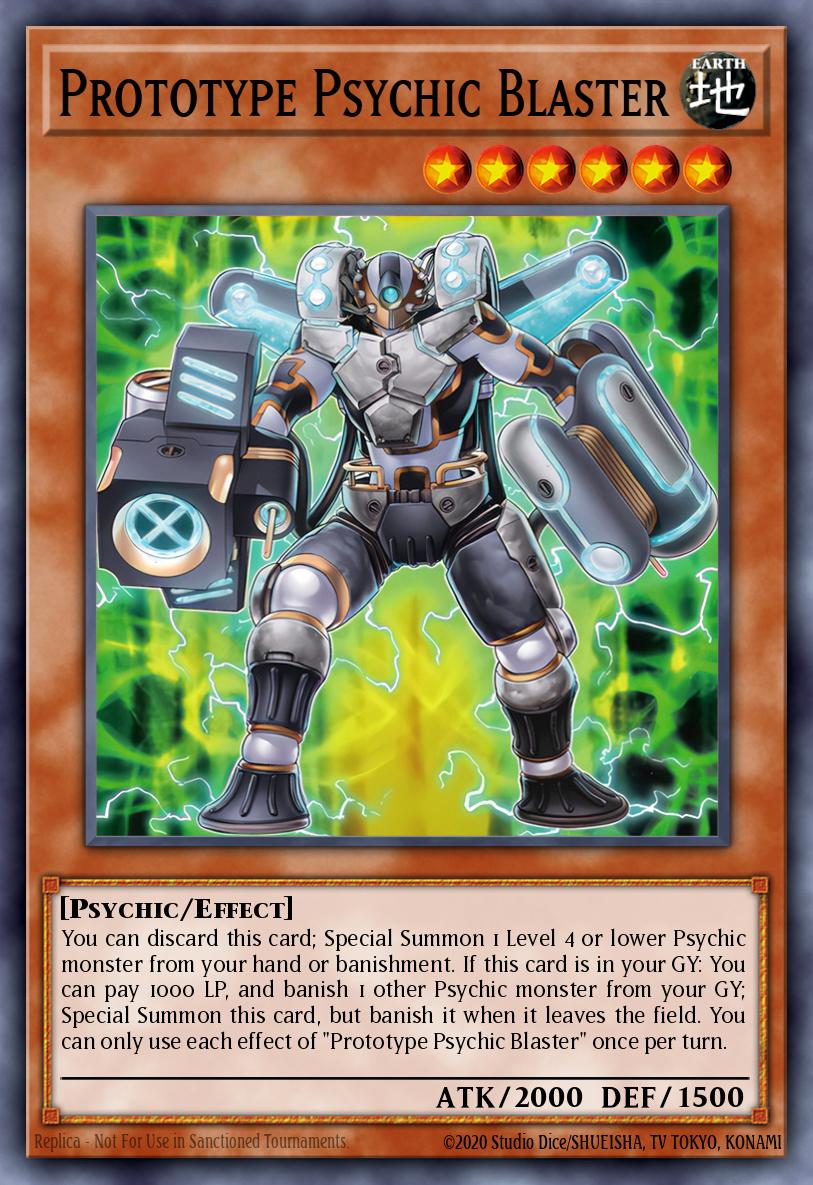 Prototype Psychic Blaster
EARTH
地
[Psychic/Effect]
You can discard this card; Special Summon 1 Level 4 or lower Psychic
monster from your hand or banishment. If this card is in your GY: You
can pay 1000 LP, and banish 1 other Psychic monster from your GY;
Special Summon this card, but banish it when it leaves the field. You
can only use each effect of "Prototype Psychic Blaster" once per turn.
ATK/2000 DEF/1500
Replica - Not For Use in Sanctioned Tournaments.
©2020 Studio Dice/SHUEISHA, TV TOKYO, KONAMI